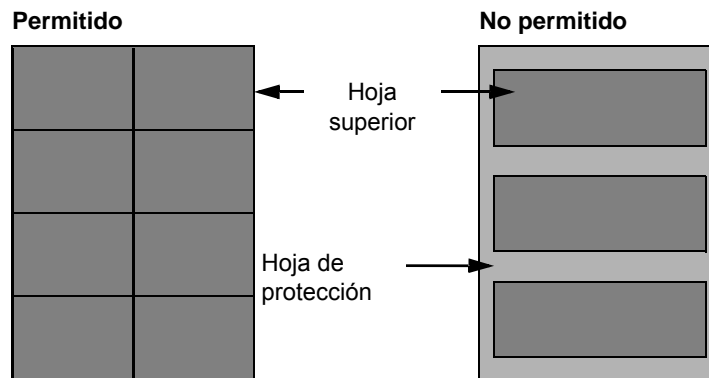 Permitido
No permitido
Hoja
superior
Hoja de
protección